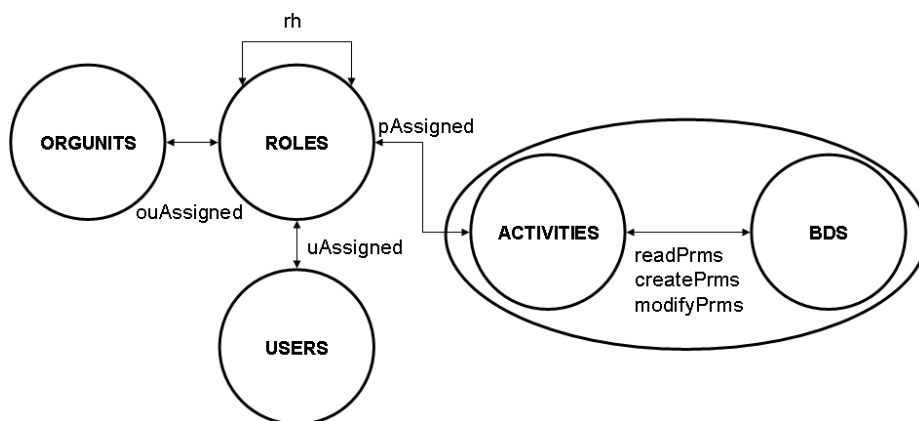 rh
pAssigned
ORGUNITS
ROLES
ouAssigned
uAssigned
ACTIVITIES
BDS
readPrms
createPrms
modifyPrms
USERS